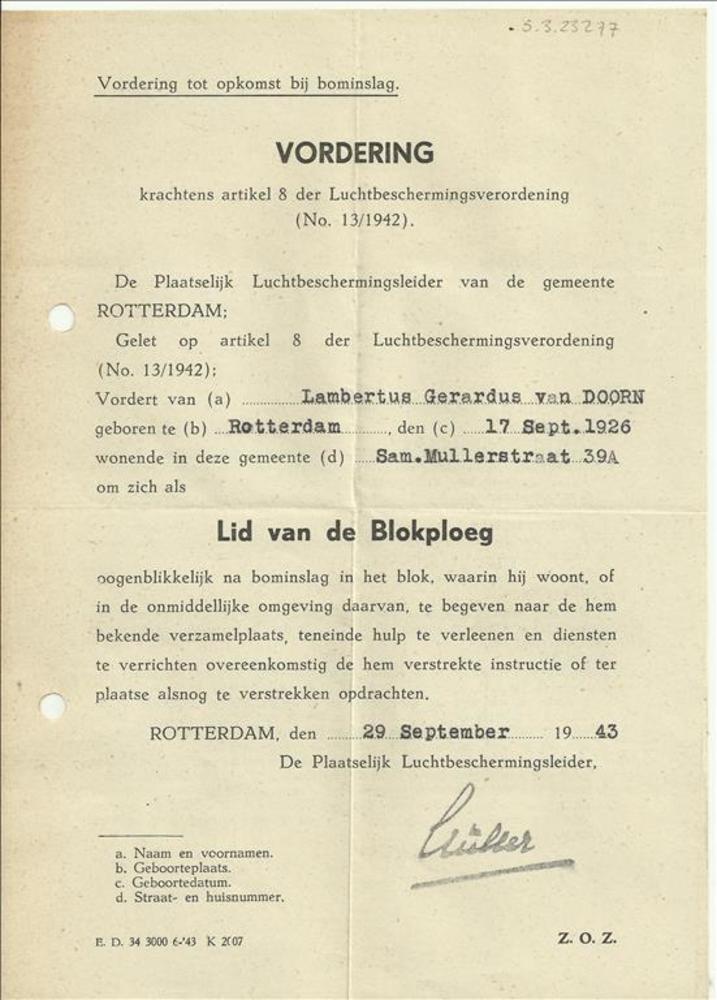 5.3.23277
Vordering tot opkomst bij bominslag.
VORDERING
krachtens artikel 8 der Luchtbeschermingsverordening
(No. 13/1942).
De Plaatselijk Luchtbeschermingsleider van de gemeente
ROTTERDAM;
Gelet op artikel 8 der Luchtbeschermingsverordening
(No. 13/1942);
Vordert van (a) Lambertus Gerardus van DOORN
geboren te (b) Rotterdam, den (c) 17 Sept.1926
wonende in deze gemeente (d) Sam.Mullerstraat 39A
om zich als
Lid van de Blokploeg
oogenblikkelijk na bominslag in het blok, waarin hij woont, of
in de onmiddellijke omgeving daarvan, te begeven naar de hem
bekende verzamelplaats, teneinde hulp te verleenen en diensten
te verrichten overeenkomstig de hem verstrekte instructie of ter
plaatse alsnog te verstrekken opdrachten.
ROTTERDAM, den 29 September 19 43
De Plaatselijk Luchtbeschermingsleider,
a. Naam en voornamen.
b. Geboorteplaats.
c. Geboortedatum.
d. Straat- en huisnummer.
E. D. 34 3000 6-'43 K 2007
Z. O. Z.